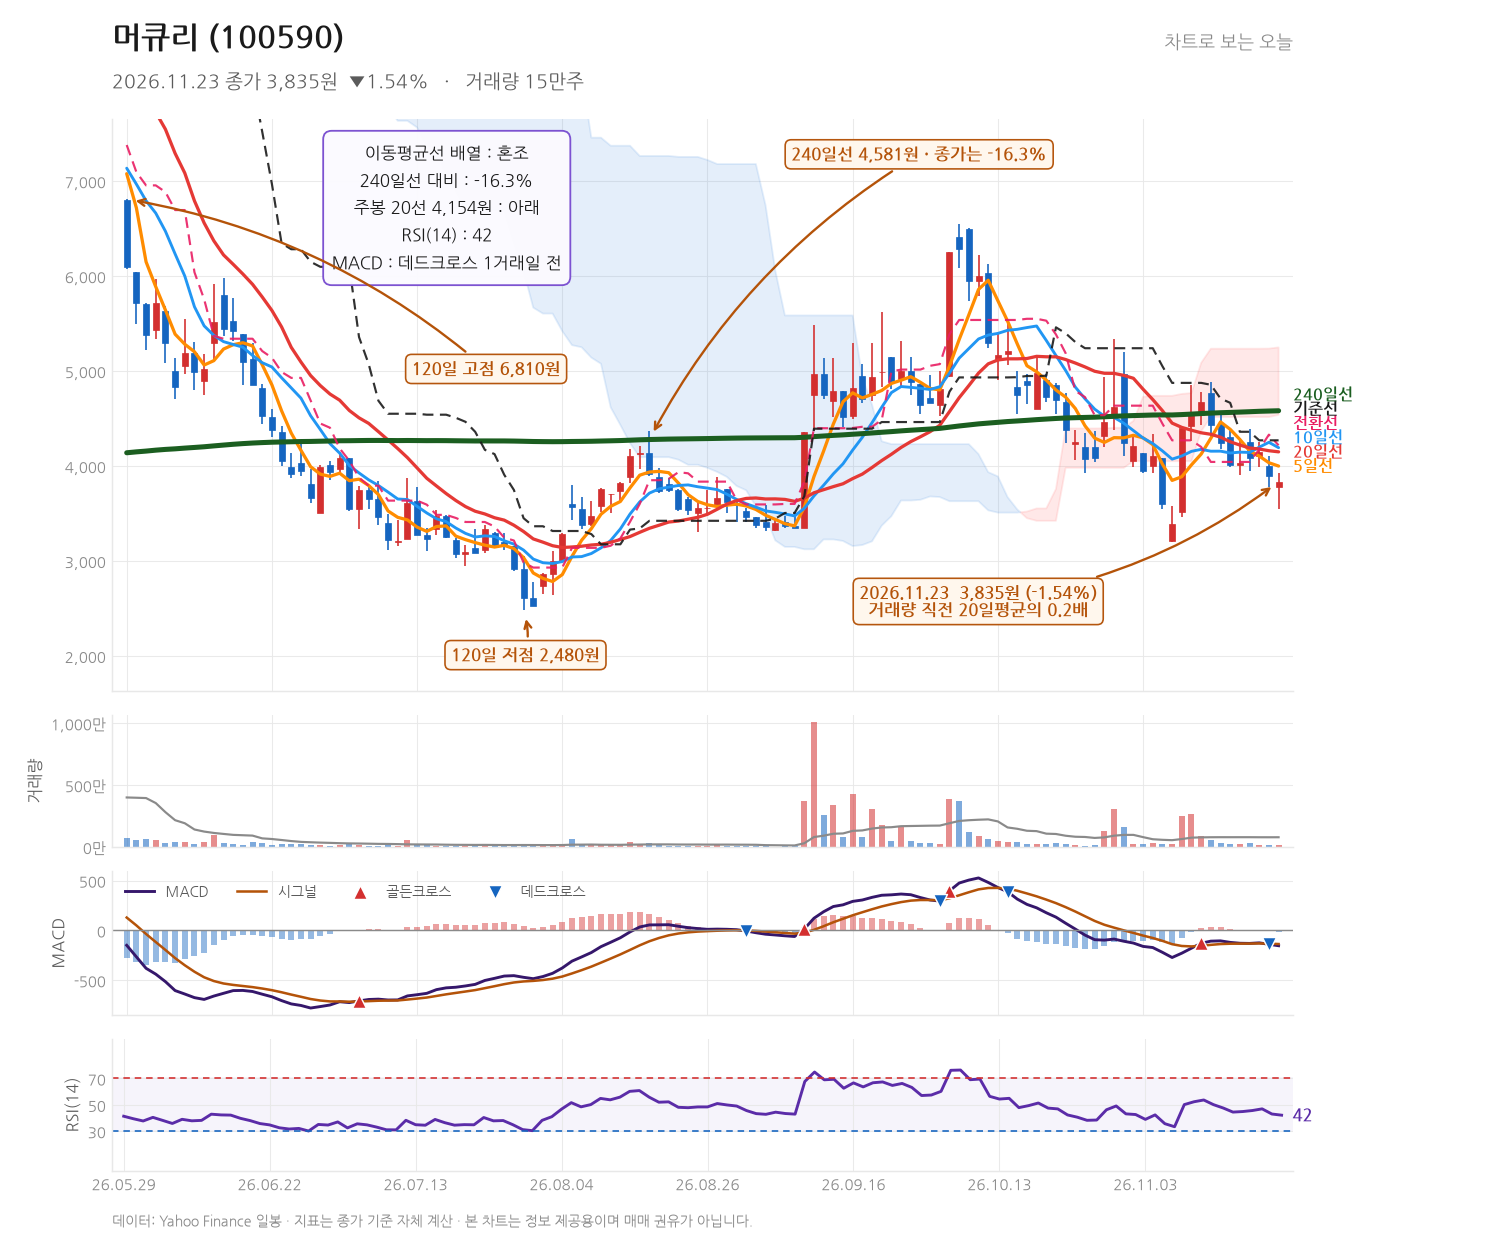 머큐리 (100590)
차트로 보는 오늘
2026.11.23 종가 3,835원 ▼1.54% · 거래량 15만주
이동평균선 배열 : 혼조
240일선 대비 : -16.3%
주봉 20선 4,154원 : 아래
RSI(14) : 42
MACD : 데드크로스 1거래일 전
240일선 4,581원 · 종가는 -16.3%
120일 고점 6,810원
120일 저점 2,480원
2026.11.23 3,835원 (-1.54%)
거래량 직전 20일평균의 0.2배
7,000
6,000
5,000
4,000
3,000
2,000
240일선
기준선
전환선
10일선
20일선
5일선
거래량
1,000만
500만
0만
MACD
500
0
-500
MACD
시그널
골든크로스
데드크로스
RSI(14)
70
50
30
42
26.05.29
26.06.22
26.07.13
26.08.04
26.08.26
26.09.16
26.10.13
26.11.03
데이터: Yahoo Finance 일봉 · 지표는 종가 기준 자체 계산 · 본 차트는 정보 제공용이며 매매 권유가 아닙니다.